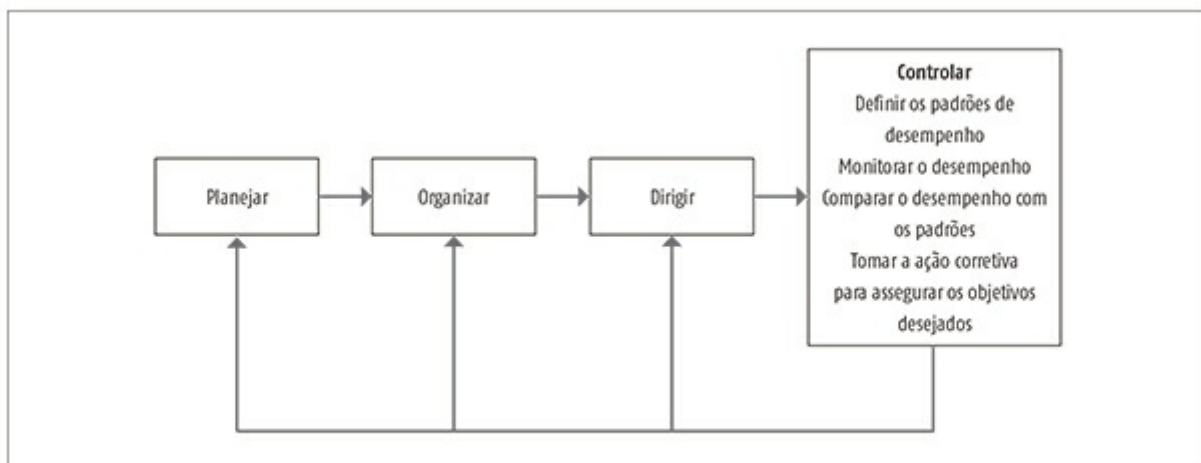 Planejar
Organizar
Dirigir
Controlar
Definir os padrões de
desempenho
Monitorar o desempenho
Comparar o desempenho com
os padrões
Tomar a ação corretiva
para assegurar os objetivos
desejados